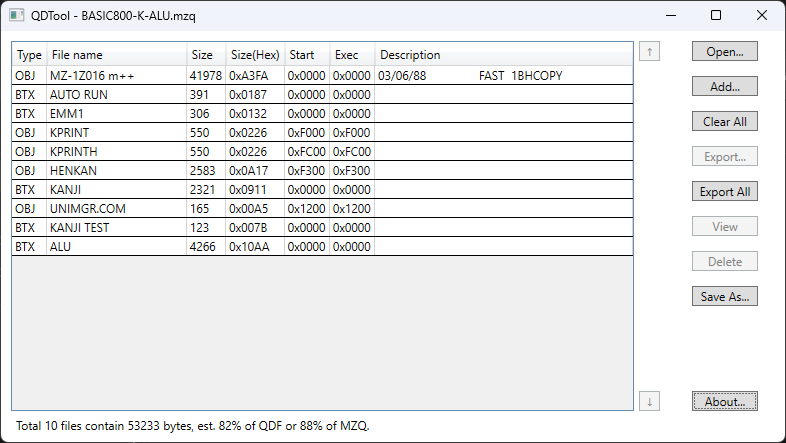 QDTool - BASIC800-K-ALU.mzq
Type File name Size Size(Hex) Start Exec Description
OBJ MZ-1Z016 m++ 41978 0xA3FA 0x0000 0x0000 03/06/88 FAST 1BHCOPY
BTX AUTO RUN 391 0x0187 0x0000 0x0000
BTX EMM1 306 0x0132 0x0000 0x0000
OBJ KPRINT 550 0x0226 0xF000 0xF000
OBJ KPRINTH 550 0x0226 0xFC00 0xFC00
OBJ HENKAN 2583 0x0A17 0xF300 0xF300
BTX KANJI 2321 0x0911 0x0000 0x0000
OBJ UNIMGR.COM 165 0x00A5 0x1200 0x1200
BTX KANJI TEST 123 0x007B 0x0000 0x0000
BTX ALU 4266 0x10AA 0x0000 0x0000
↑
↓
Open...
Add...
Clear All
Export...
Export All
View
Delete
Save As...
About...
Total 10 files contain 53233 bytes, est. 82% of QDF or 88% of MZQ.